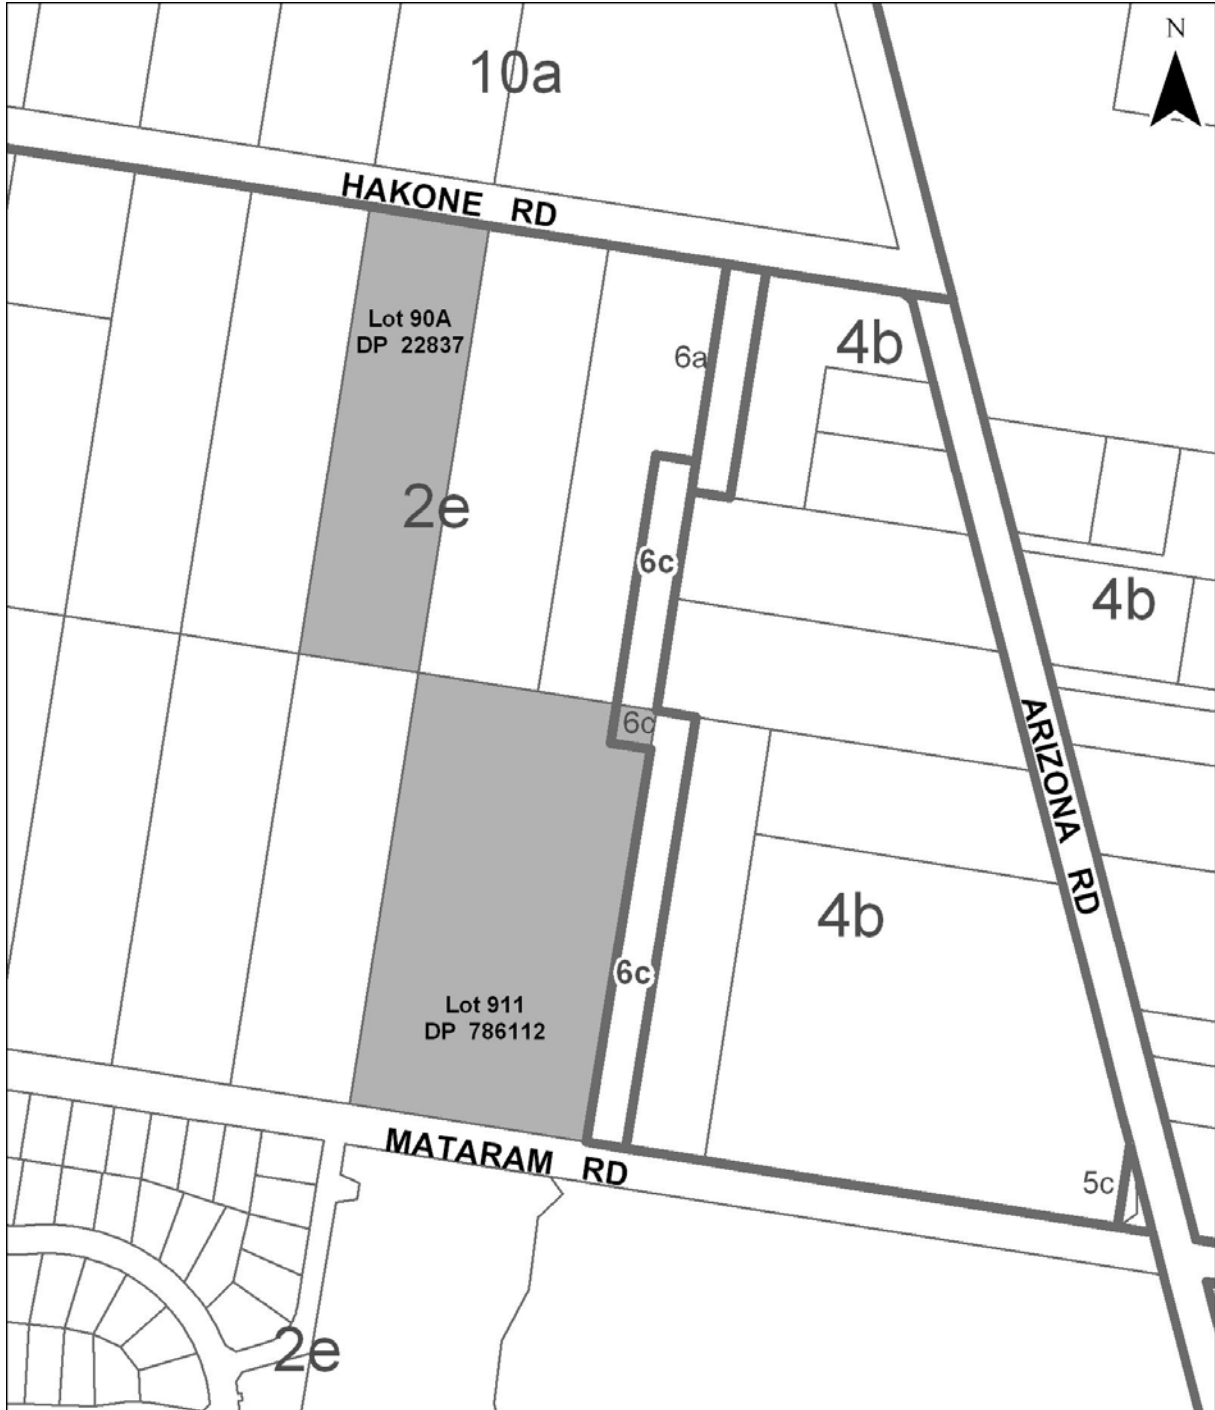 N
10a
HAKONE RD
Lot 90A
DP 22837
4b
6a
2e
6c
4b
6c
ARIZONA RD
4b
6c
Lot 911
DP 786112
MATARAM RD
5c
2e